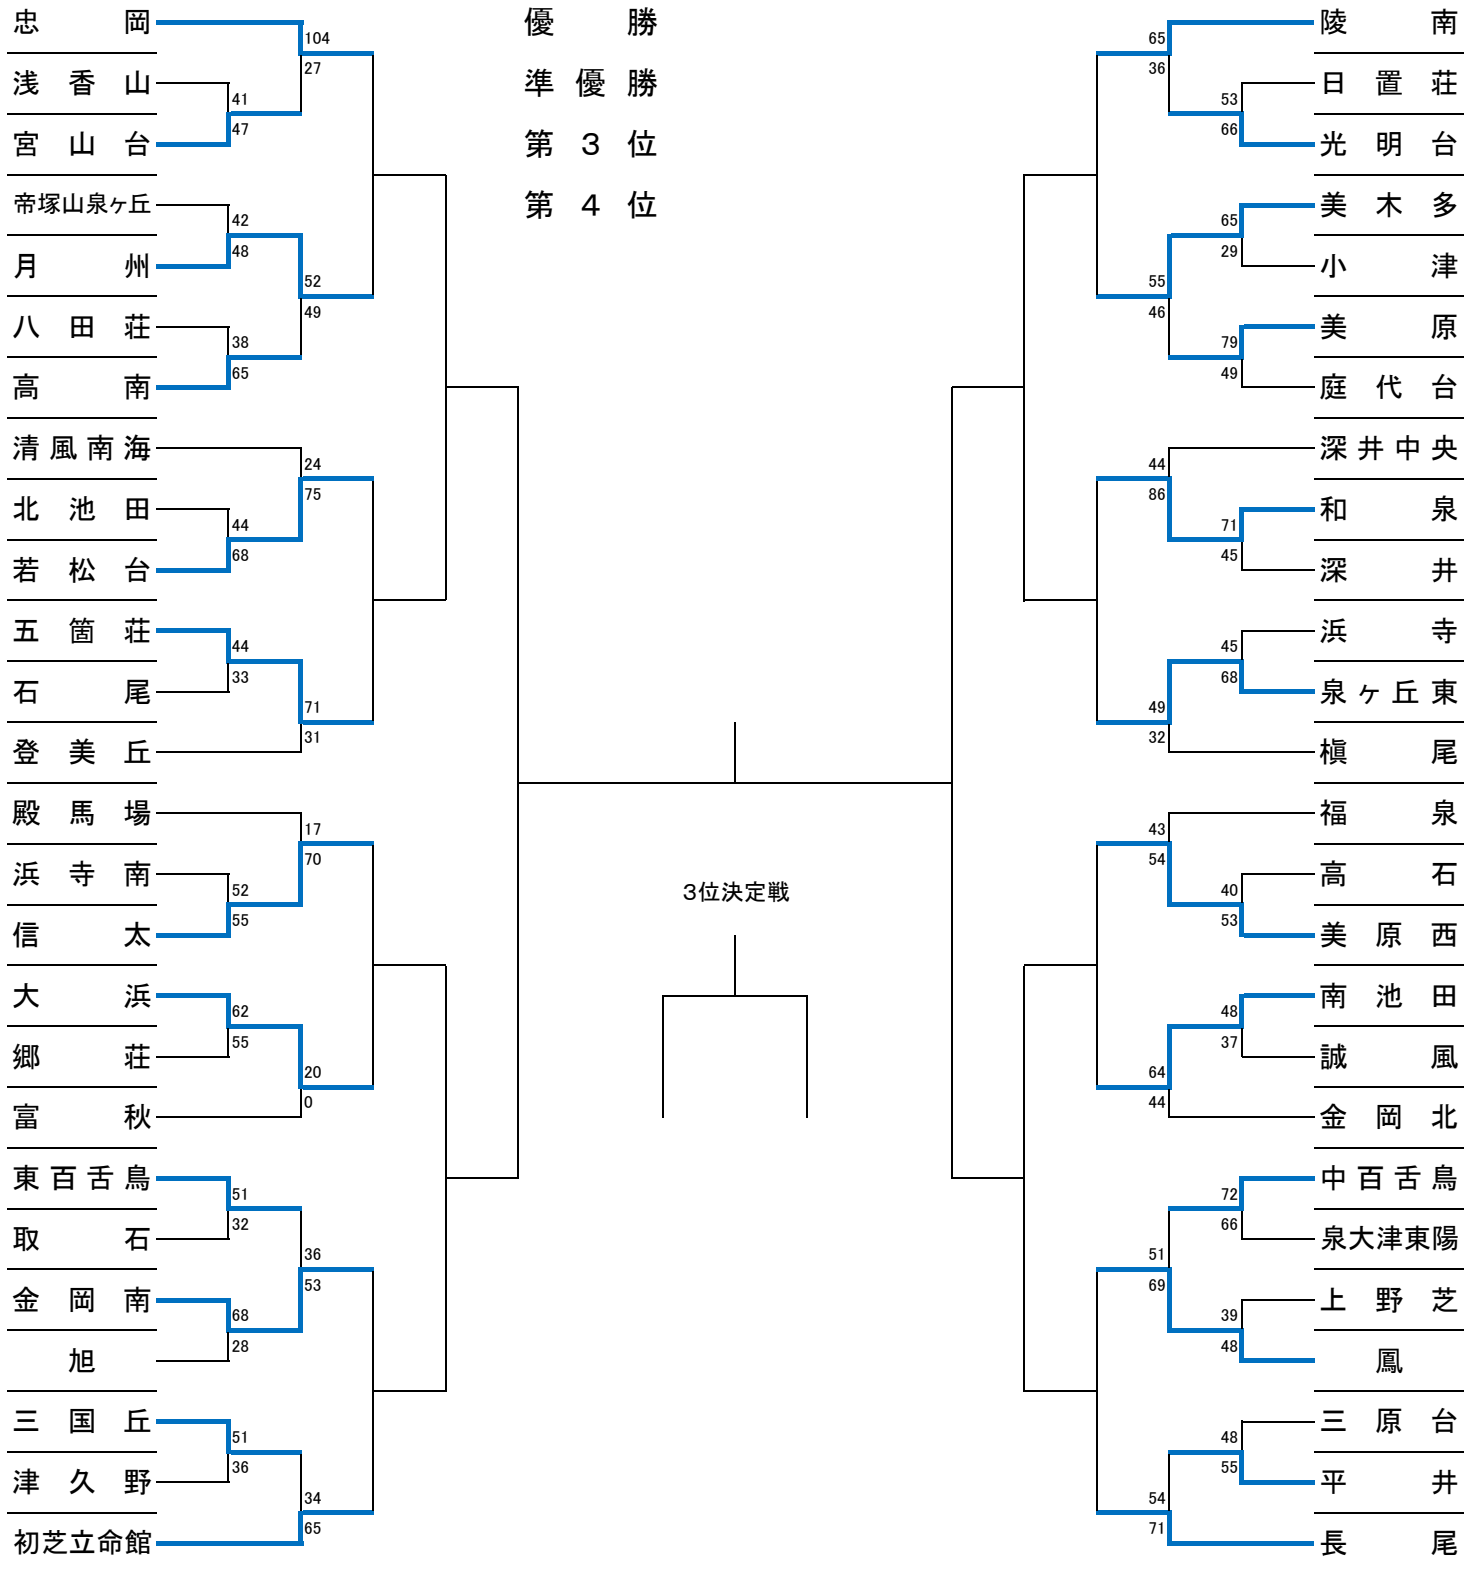 優勝
準優勝
第３位
第４位
忠岡
104
27
浅香山
41
47
宮山台
帝塚山泉ヶ丘
42
48
月州
52
49
八田荘
38
65
高南
清風南海
24
75
北池田
44
68
若松台
五箇荘
44
33
石尾
71
31
登美丘
殿馬場
17
70
浜寺南
52
55
信太
大浜
62
55
郷荘
20
0
富秋
東百舌鳥
51
32
取石
36
53
金岡南
68
28
旭
三国丘
51
36
津久野
34
65
初芝立命館
3位決定戦
陵南
65
36
日置荘
53
66
光明台
美木多
65
29
小津
55
46
美原
79
49
庭代台
深井中央
44
86
和泉
71
45
深井
浜寺
45
68
泉ヶ丘東
49
32
槇尾
福泉
43
54
高石
40
53
美原西
南池田
48
37
誠風
64
44
金岡北
中百舌鳥
72
66
泉大津東陽
51
69
上野芝
39
48
鳳
三原台
48
55
平井
54
71
長尾